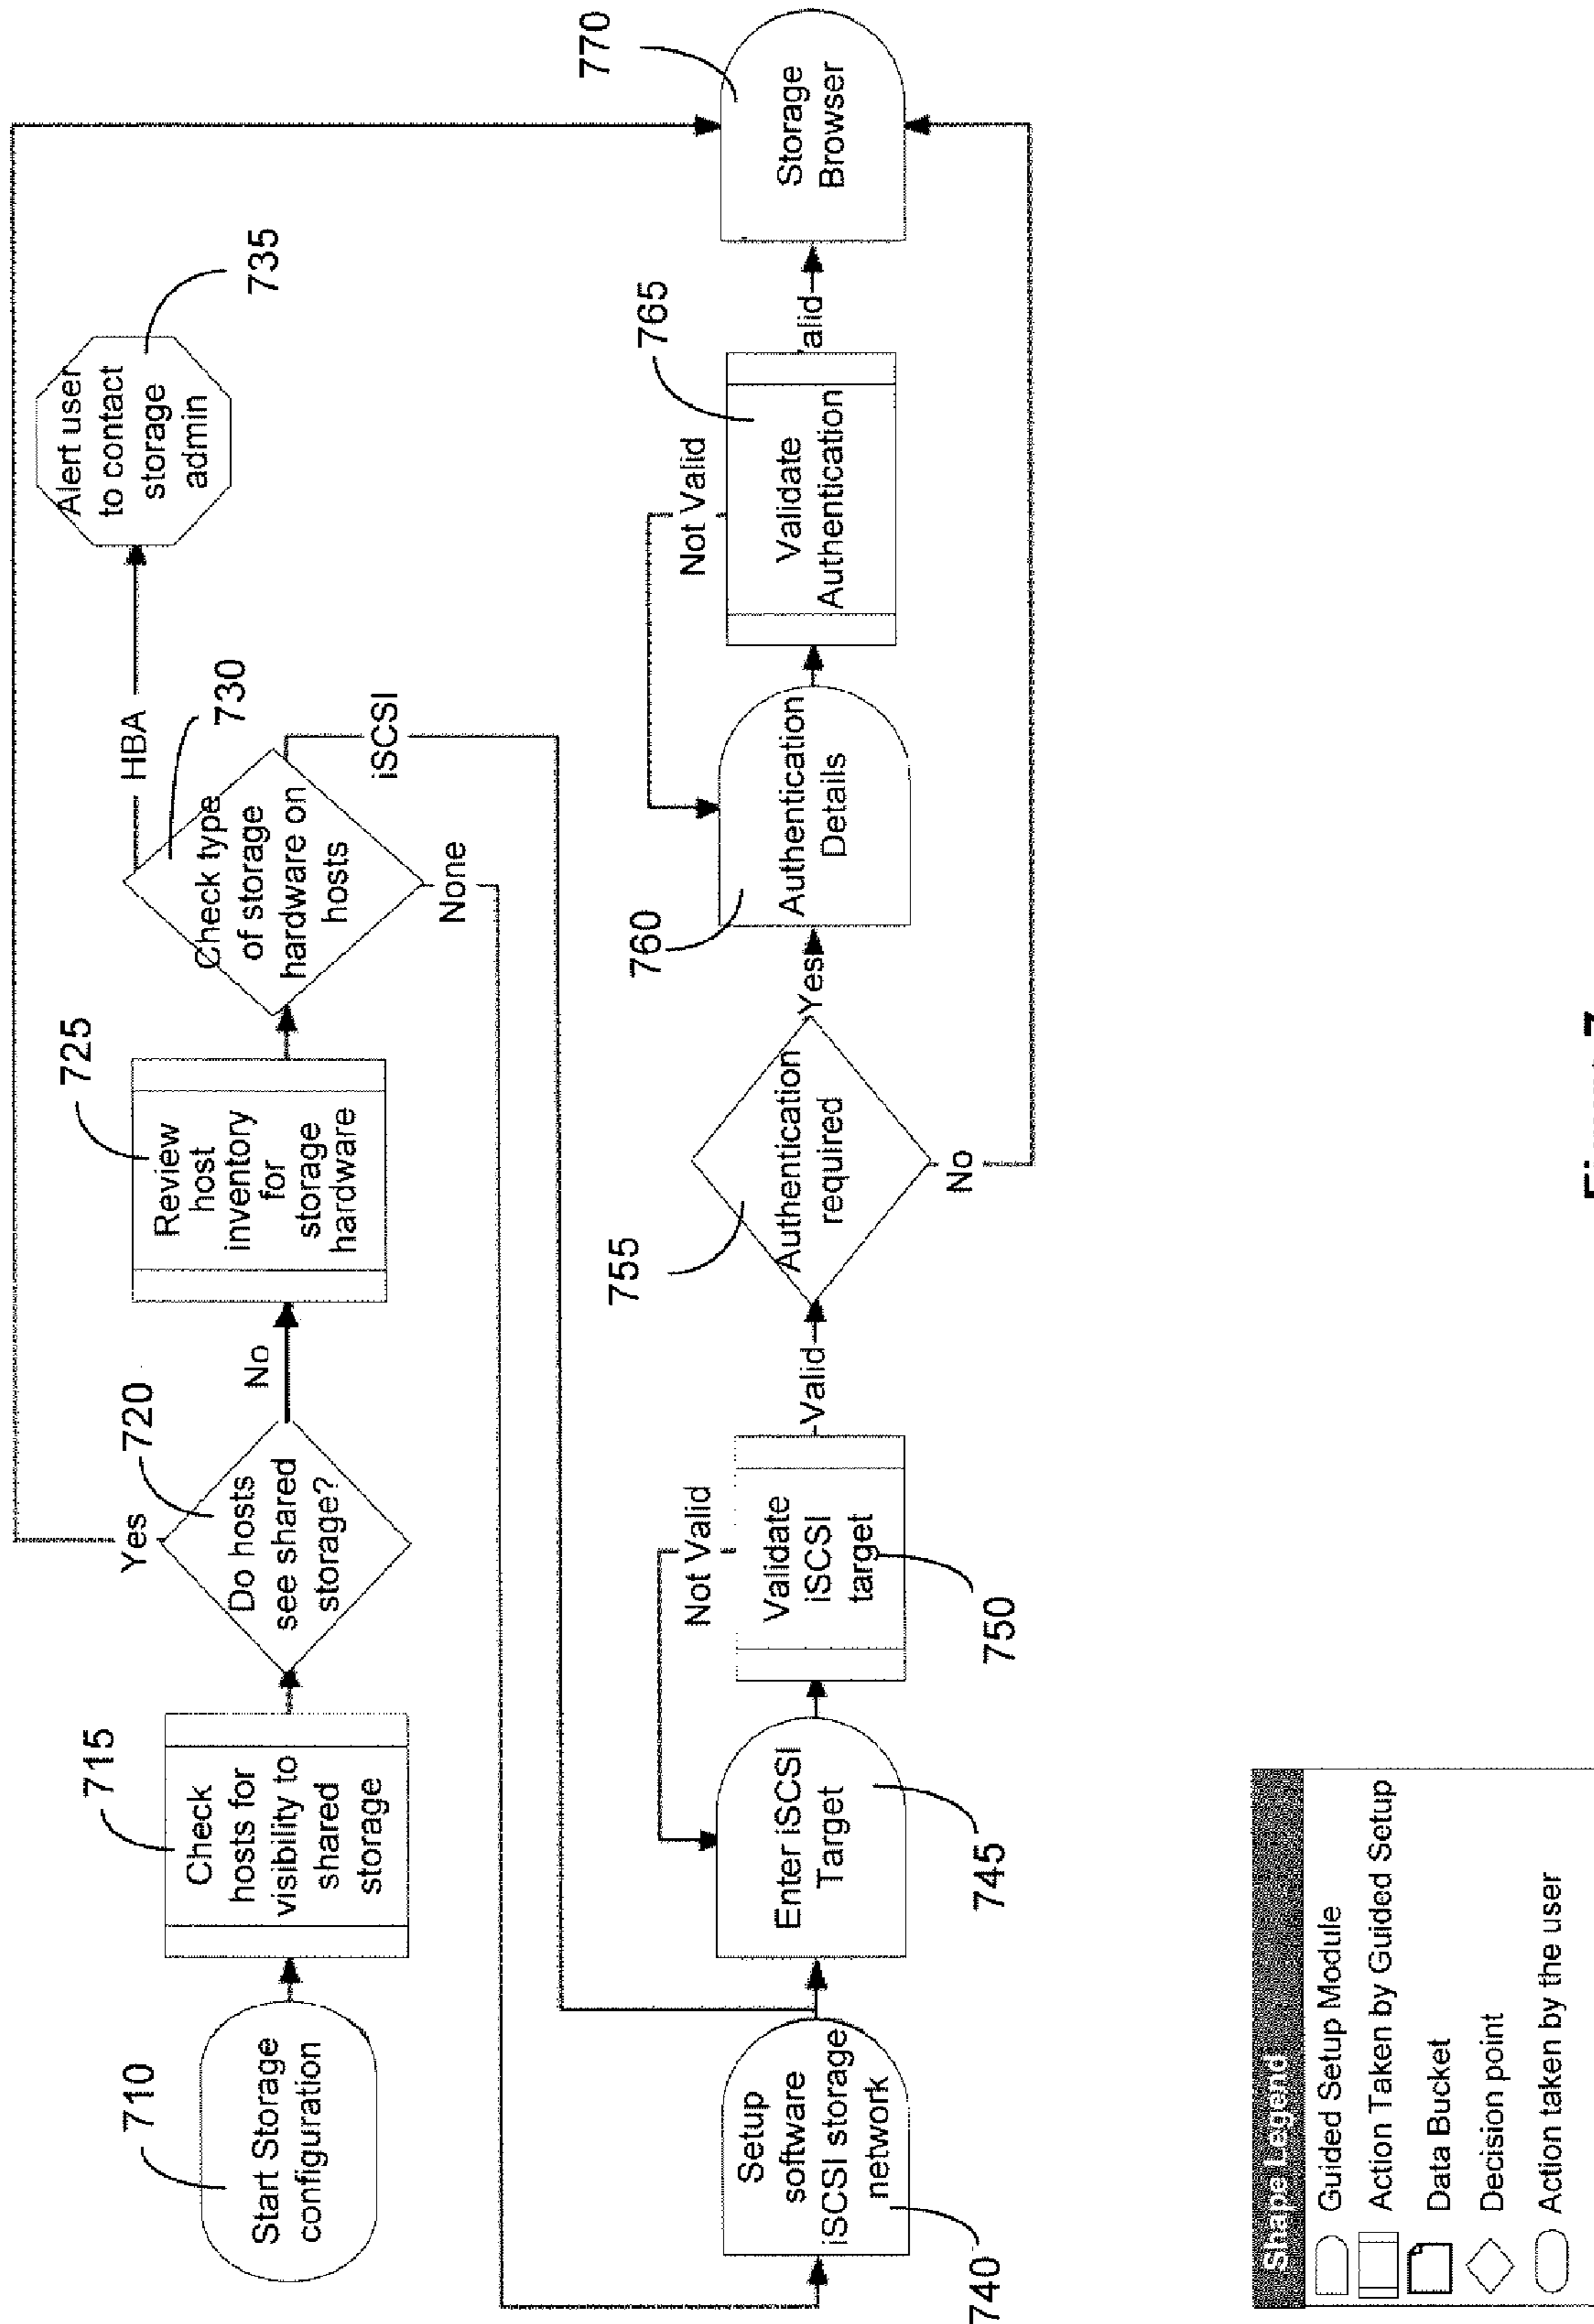 710
Start Storage
configuration
715
Check
hosts for
visibility to
shared
storage
720
Do hosts
see shared
storage?
Yes
No
725
Review
host
inventory
for
storage
hardware
730
Check type
of storage
hardware on
hosts
HBA
iSCSI
None
735
Alert user
to contact
storage
admin
740
Setup
software
iSCSI storage
network
745
Enter iSCSI
Target
750
Validate
iSCSI
target
Not Valid
Valid
755
Authentication
required
Yes
No
760
Authentication
Details
765
Validate
Authentication
Not Valid
alid
770
Storage
Browser
Shape Legend
Guided Setup Module
Action Taken by Guided Setup
Data Bucket
Decision point
Action taken by the user